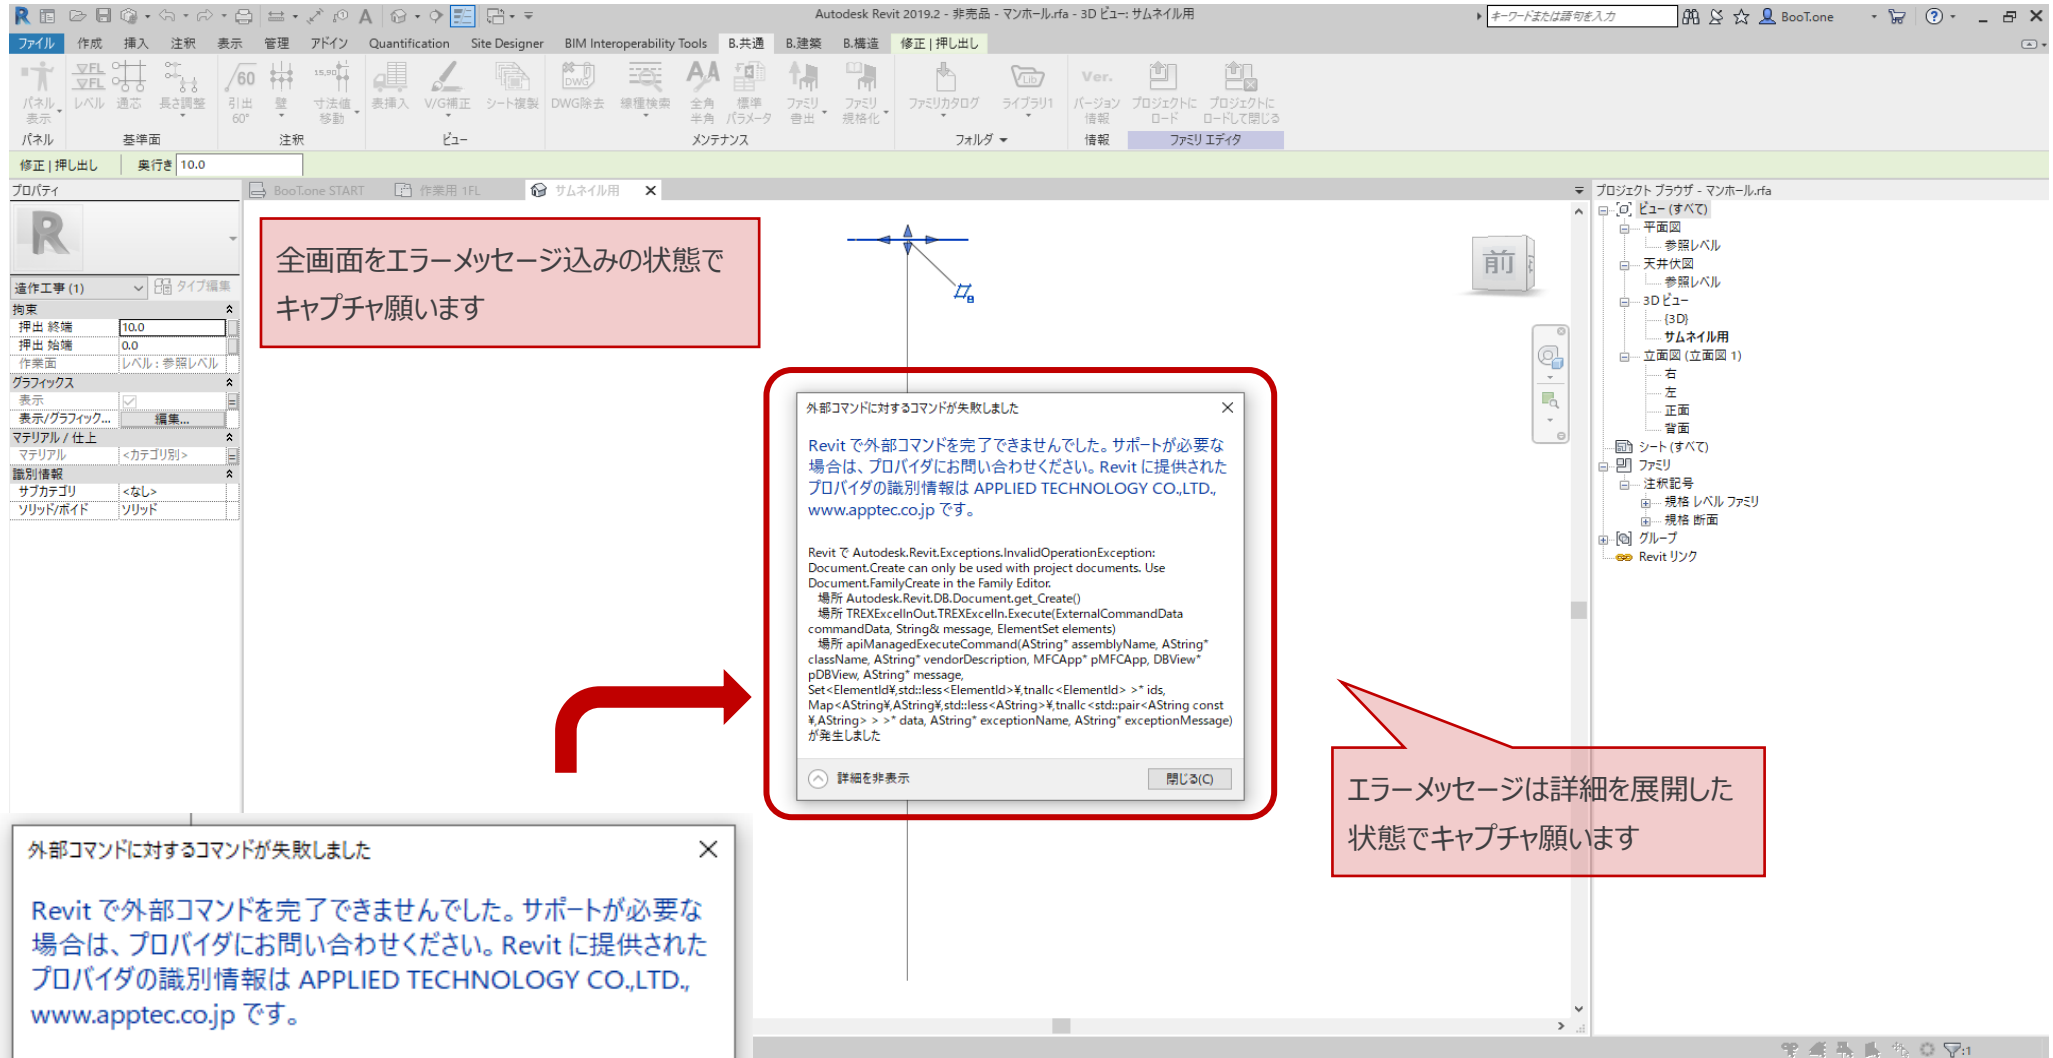 Autodesk Revit 2019.2 - 非売品 - マンホール.rfa - 3D ビュー: サムネイル用
キーワードまたは語句を入力
BooT.one
ファイル 作成 挿入 注釈 表示 管理 アドイン Quantification Site Designer BIM Interoperability Tools B.共通 B.建築 B.構造 修正 | 押し出し
パネル表示 レベル 通芯 長さ調整 引出60° 壁 寸法値移動 表挿入 V/G補正 シート複製 DWG除去 線種検索 全角半角 標準パラメータ ファミリ書出 ファミリ規格化 ファミリカタログ ライブラリ1 Ver. バージョン情報 プロジェクトにロード プロジェクトにロードして閉じる
パネル 基準面 注釈 ビュー メンテナンス フォルダ 情報 ファミリ エディタ
修正 | 押し出し 奥行き 10.0
プロパティ
BooT.one START 作業用 1FL サムネイル用
造作工事 (1) タイプ編集
拘束
押出 終端 10.0
押出 始端 0.0
作業面 レベル : 参照レベル
グラフィックス
表示
表示/グラフィック... 編集...
マテリアル / 仕上
マテリアル <カテゴリ別>
識別情報
サブカテゴリ <なし>
ソリッド/ボイド ソリッド
全画面をエラーメッセージ込みの状態で
キャプチャ願います
前
外部コマンドに対するコマンドが失敗しました
Revit で外部コマンドを完了できませんでした。サポートが必要な
場合は、プロバイダにお問い合わせください。Revit に提供された
プロバイダの識別情報は APPLIED TECHNOLOGY CO.,LTD.,
www.apptec.co.jp です。
Revit で Autodesk.Revit.Exceptions.InvalidOperationException:
Document.Create can only be used with project documents. Use
Document.FamilyCreate in the Family Editor.
場所 Autodesk.Revit.DB.Document.get_Create()
場所 TREXExcelInOut.TREXExcelIn.Execute(ExternalCommandData
commandData, String& message, ElementSet elements)
場所 apiManagedExecuteCommand(AString* assemblyName, AString*
className, AString* vendorDescription, MFCApp* pMFCApp, DBView*
pDBView, AString* message,
Set<ElementId¥,std::less<ElementId>¥,tnallc<ElementId> >* ids,
Map<AString¥,AString¥,std::less<AString>¥,tnallc<std::pair<AString const
¥,AString> > >* data, AString* exceptionName, AString* exceptionMessage)
が発生しました
詳細を非表示 閉じる(C)
エラーメッセージは詳細を展開した
状態でキャプチャ願います
プロジェクト ブラウザ - マンホール.rfa
ビュー (すべて)
平面図
参照レベル
天井伏図
参照レベル
3D ビュー
{3D}
サムネイル用
立面図 (立面図 1)
右
左
正面
背面
シート (すべて)
ファミリ
注釈記号
規格 レベル ファミリ
規格 断面
グループ
Revit リンク
外部コマンドに対するコマンドが失敗しました
Revit で外部コマンドを完了できませんでした。サポートが必要な
場合は、プロバイダにお問い合わせください。Revit に提供された
プロバイダの識別情報は APPLIED TECHNOLOGY CO.,LTD.,
www.apptec.co.jp です。
:1